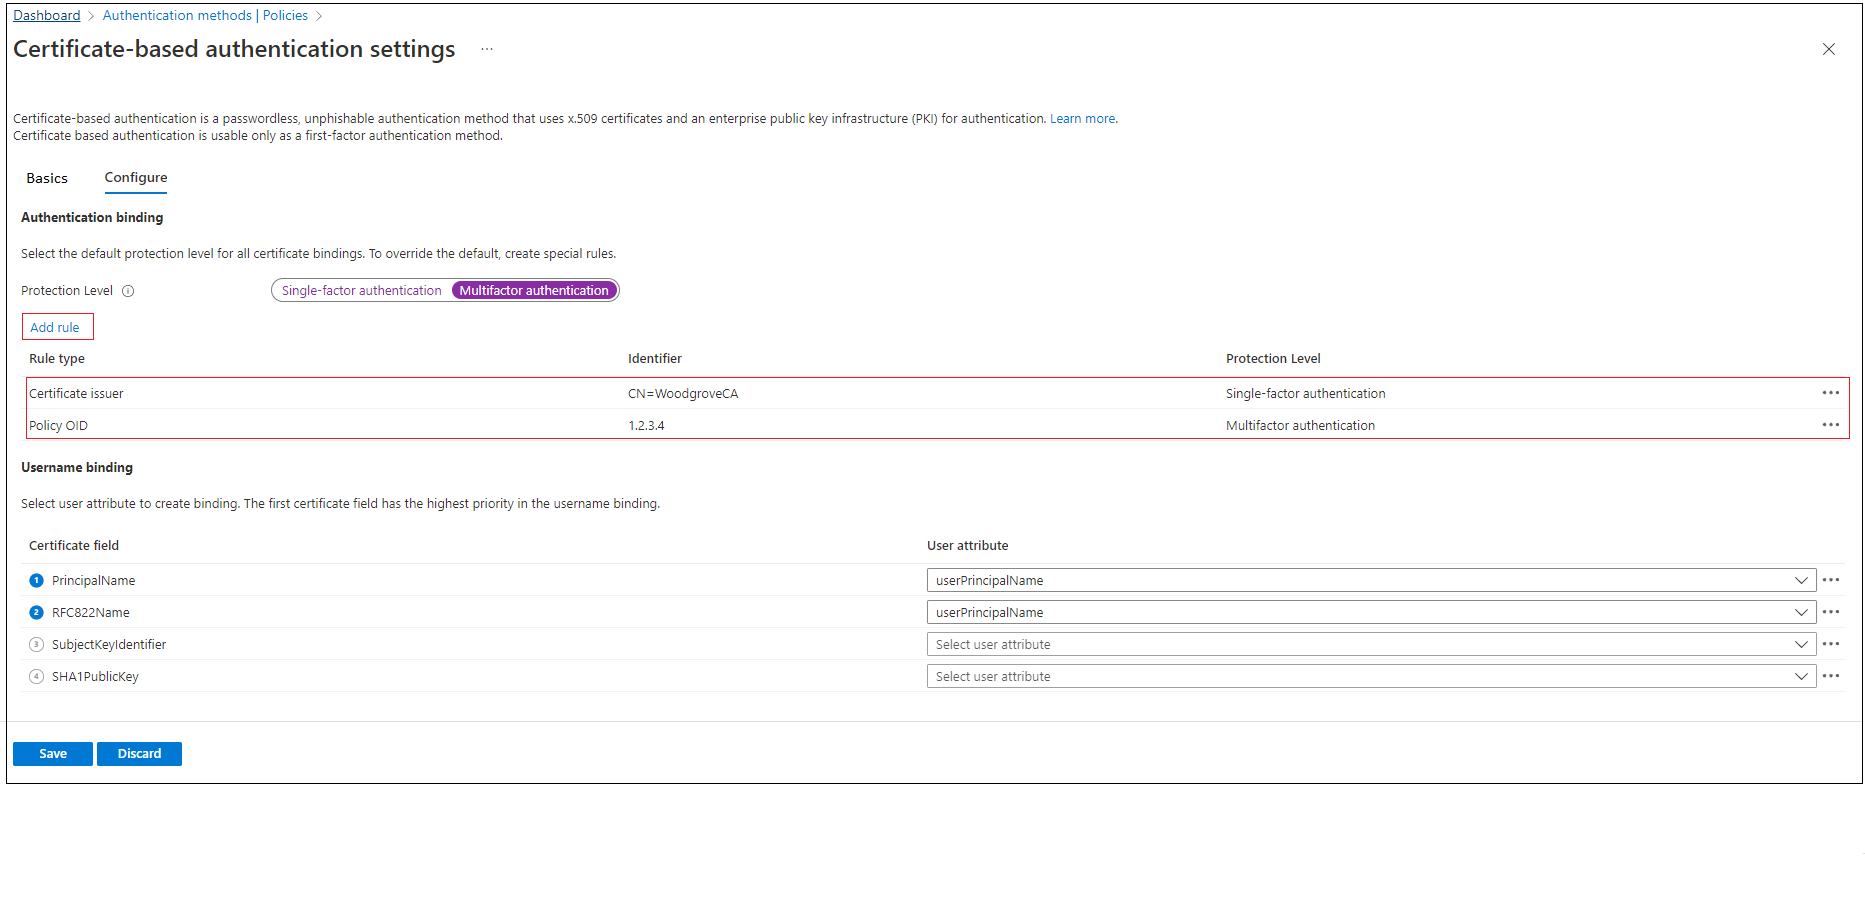 Dashboard > Authentication methods | Policies >
Certificate-based authentication settings ...
Certificate-based authentication is a passwordless, unphishable authentication method that uses x.509 certificates and an enterprise public key infrastructure (PKI) for authentication. Learn more.
Certificate based authentication is usable only as a first-factor authentication method.
Basics Configure
Authentication binding
Select the default protection level for all certificate bindings. To override the default, create special rules.
Protection Level Single-factor authentication Multifactor authentication
Add rule
Rule type Identifier Protection Level
Certificate issuer CN=WoodgroveCA Single-factor authentication
Policy OID 1.2.3.4 Multifactor authentication
Username binding
Select user attribute to create binding. The first certificate field has the highest priority in the username binding.
Certificate field User attribute
1 PrincipalName userPrincipalName
2 RFC822Name userPrincipalName
3 SubjectKeyIdentifier Select user attribute
4 SHA1PublicKey Select user attribute
Save Discard